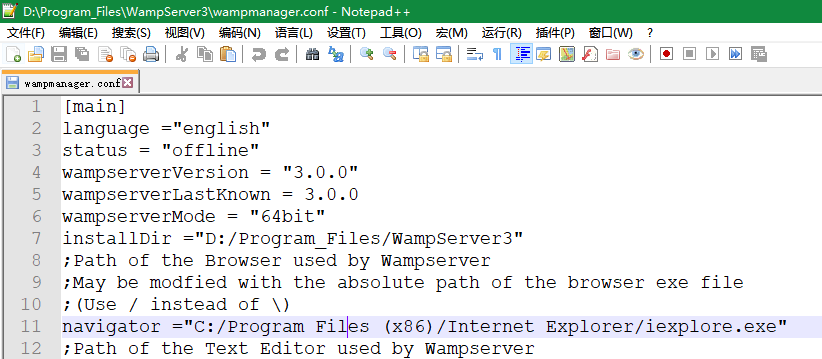 D:\Program_Files\WampServer3\wampmanager.conf - Notepad++
文件(F) 编辑(E) 搜索(S) 视图(V) 编码(N) 语言(L) 设置(T) 工具(O) 宏(M) 运行(R) 插件(P) 窗口(W) ?
wampmanager.conf
1 [main]
2 language ="english"
3 status = "offline"
4 wampserverVersion = "3.0.0"
5 wampserverLastKnown = 3.0.0
6 wampserverMode = "64bit"
7 installDir ="D:/Program_Files/WampServer3"
8 ;Path of the Browser used by Wampserver
9 ;May be modfied with the absolute path of the browser exe file
10 ;(Use / instead of \)
11 navigator ="C:/Program Files (x86)/Internet Explorer/iexplore.exe"
12 ;Path of the Text Editor used by Wampserver